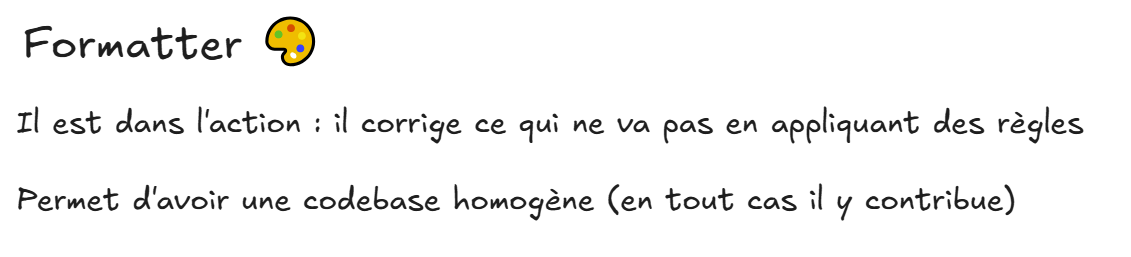 Formatter 🎨
Il est dans l'action : il corrige ce qui ne va pas en appliquant des règles
Permet d'avoir une codebase homogène (en tout cas il y contribue)